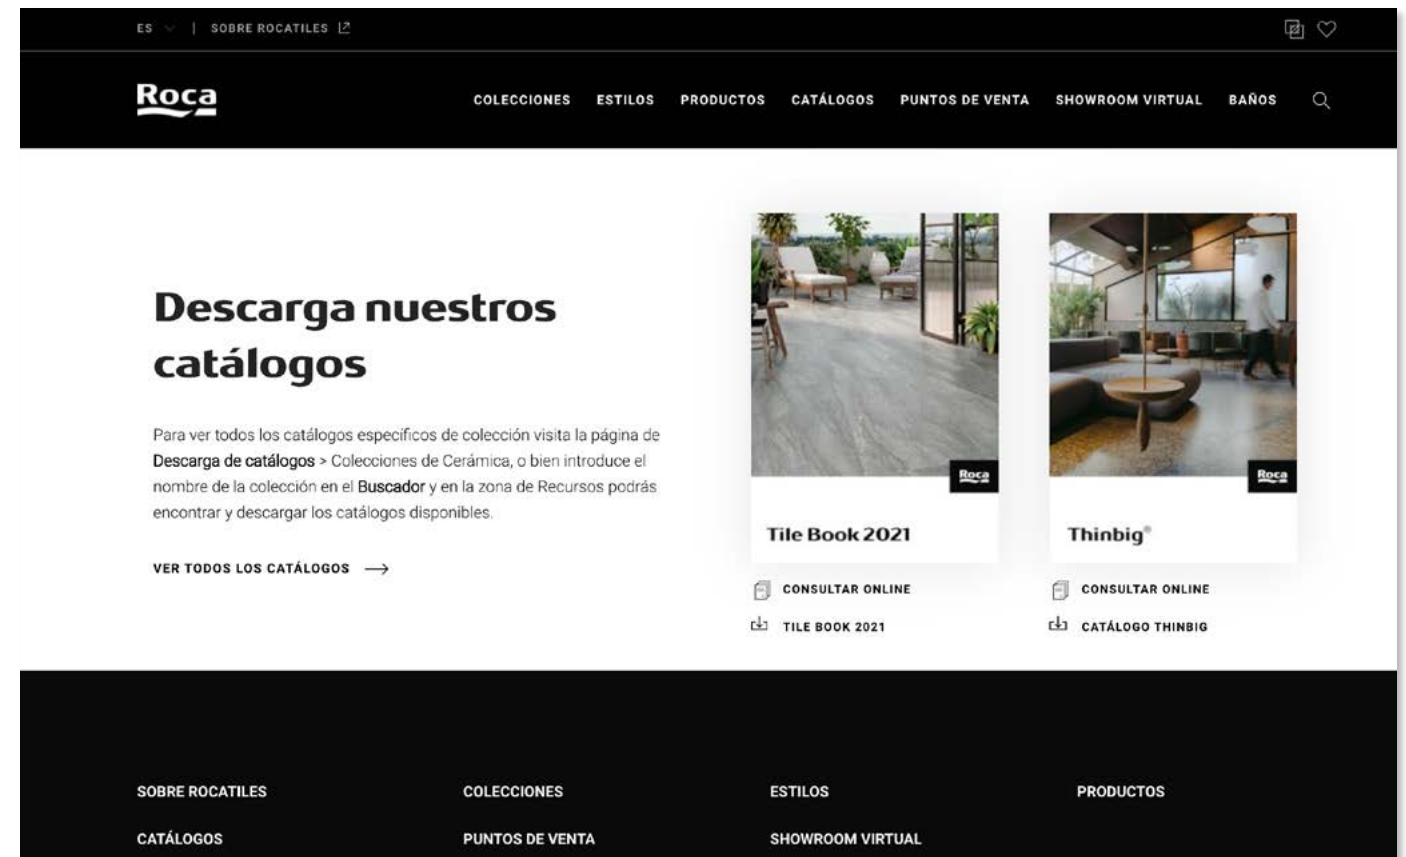 ES | SOBRE ROCATILES
Roca
COLECCIONES ESTILOS PRODUCTOS CATÁLOGOS PUNTOS DE VENTA SHOWROOM VIRTUAL BAÑOS
Descarga nuestros
catálogos
Para ver todos los catálogos específicos de colección visita la página de
Descarga de catálogos > Colecciones de Cerámica, o bien introduce el
nombre de la colección en el Buscador y en la zona de Recursos podrás
encontrar y descargar los catálogos disponibles.
VER TODOS LOS CATÁLOGOS
Roca
Tile Book 2021
CONSULTAR ONLINE
TILE BOOK 2021
Roca
Thinbig®
CONSULTAR ONLINE
CATÁLOGO THINBIG
SOBRE ROCATILES COLECCIONES ESTILOS PRODUCTOS
CATÁLOGOS PUNTOS DE VENTA SHOWROOM VIRTUAL